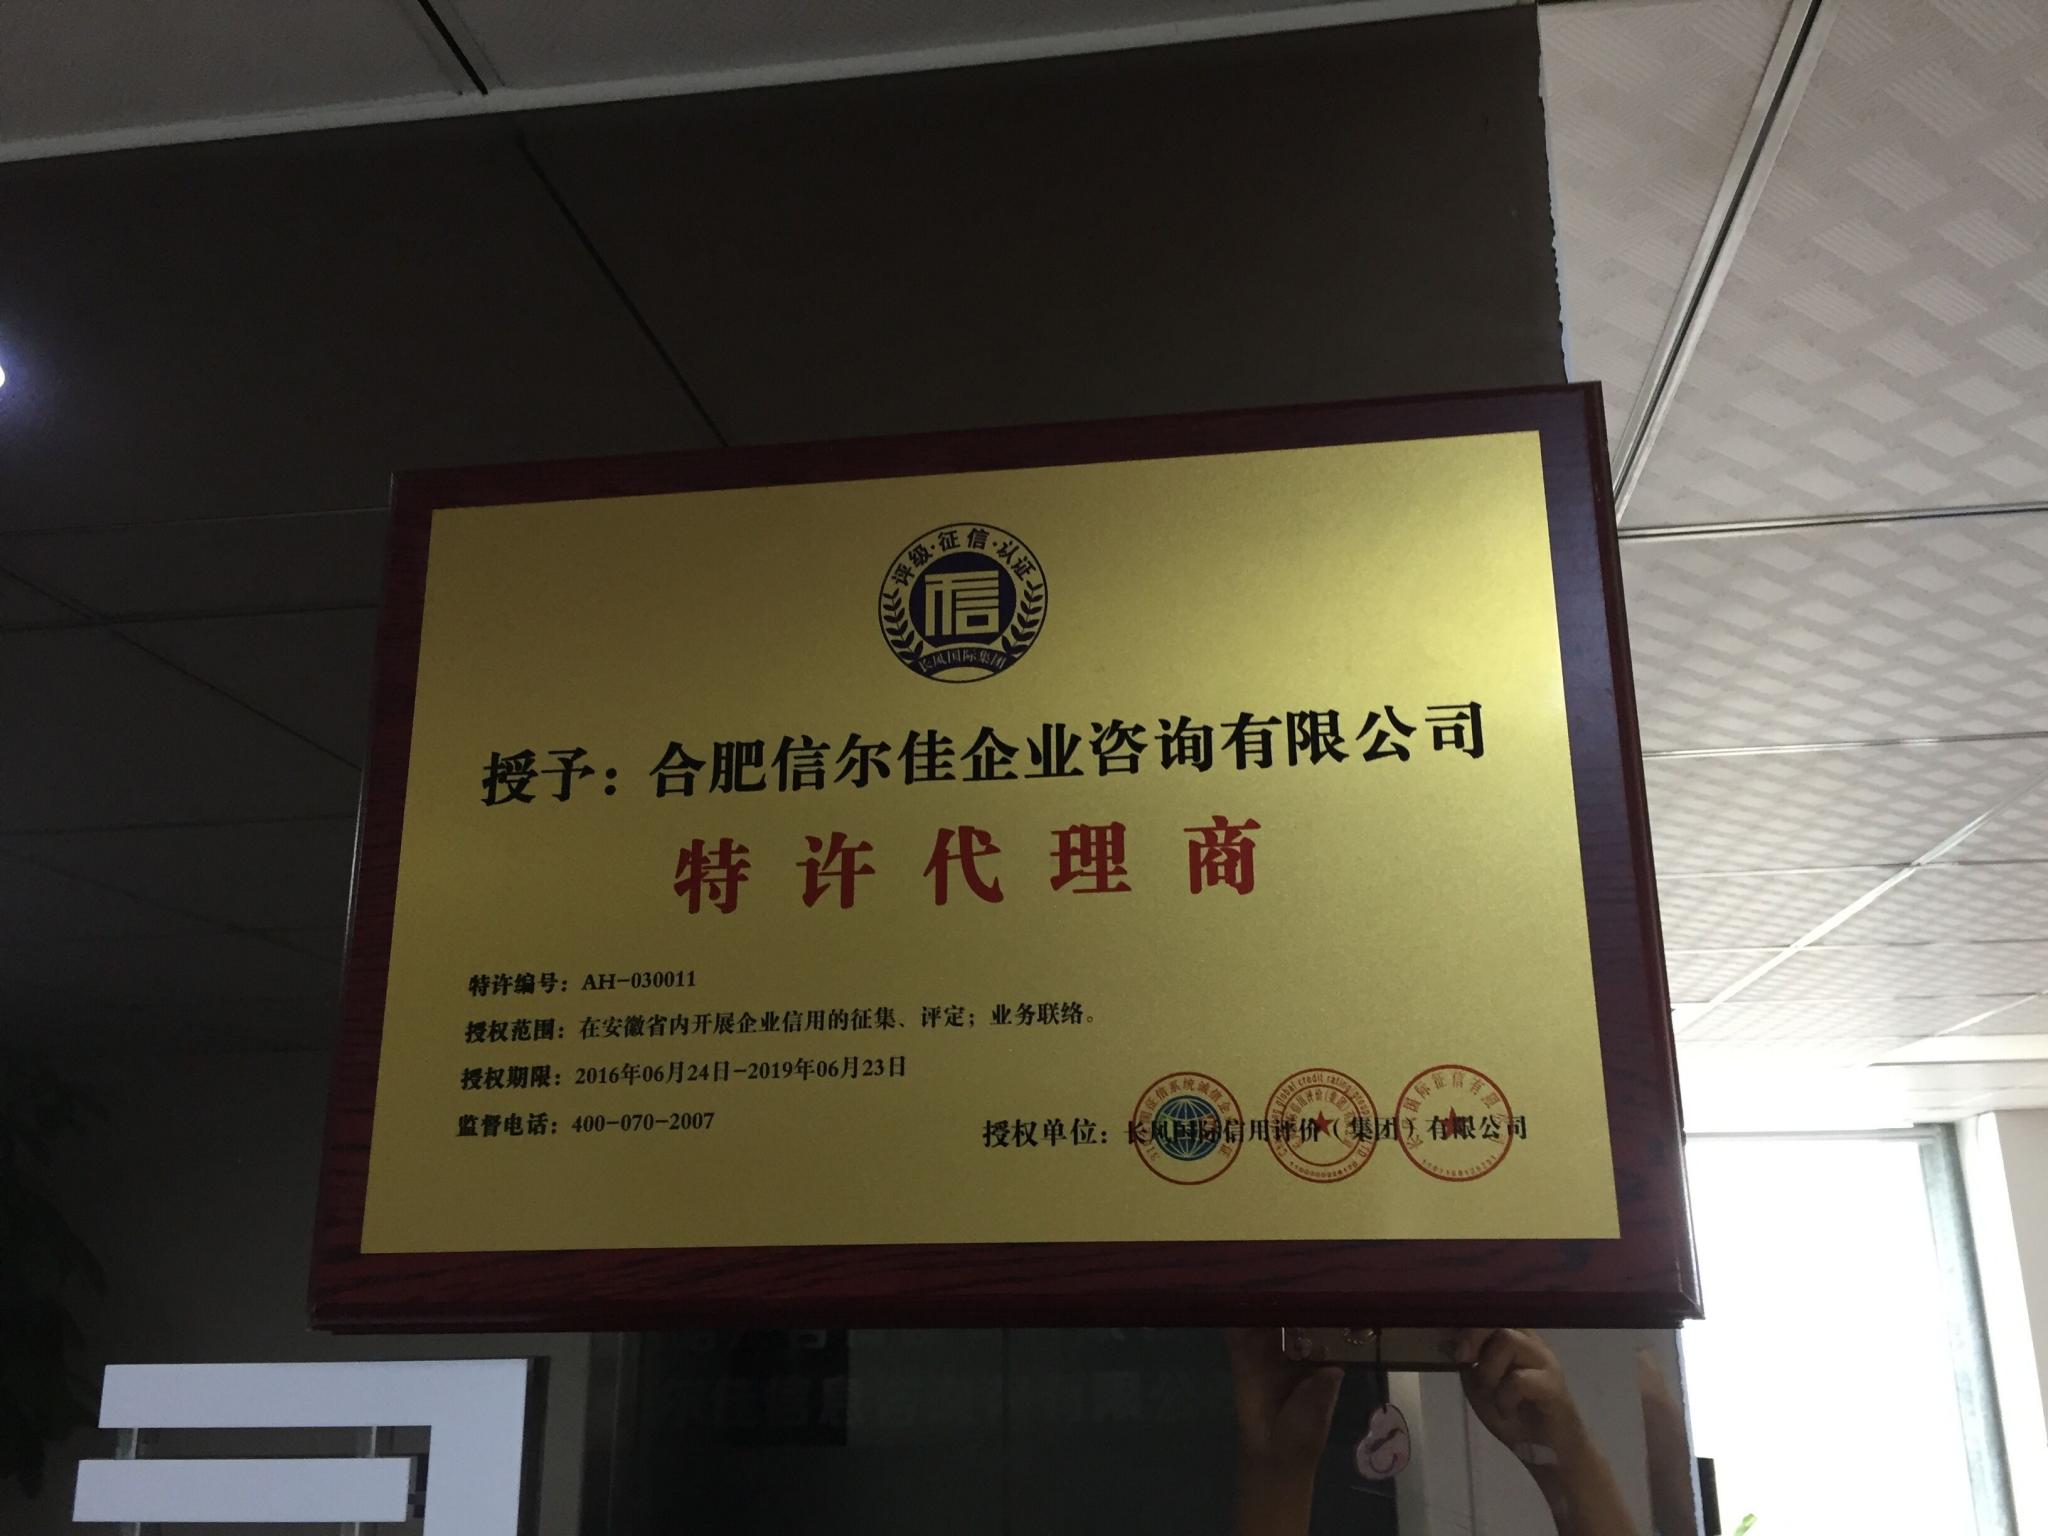 评级·征信·认证
信
长风国际集团
授予：合肥信尔佳企业咨询有限公司
特许代理商
特许编号：AH-030011
授权范围：在安徽省内开展企业信用的征集、评定；业务联络。
授权期限：2016年06月24日-2019年06月23日
监督电话：400-070-2007
授权单位：长风国际信用评价（集团）有限公司